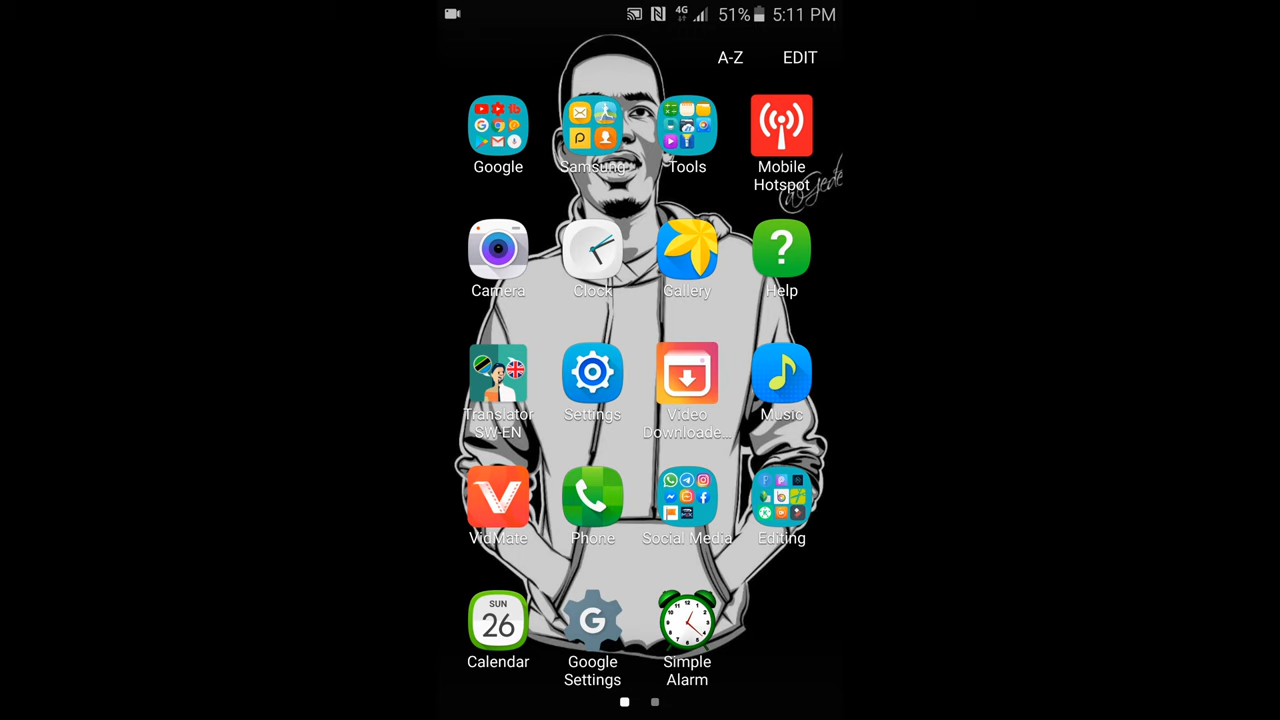 4G 51% 5:11 PM
A-Z EDIT
Google Samsung Tools Mobile
Hotspot
Camera Clock Gallery Help
Translator Settings Video Music
SW-EN Downloade...
VidMate Phone Social Media Editing
SUN
26
Calendar Google Simple
Settings Alarm